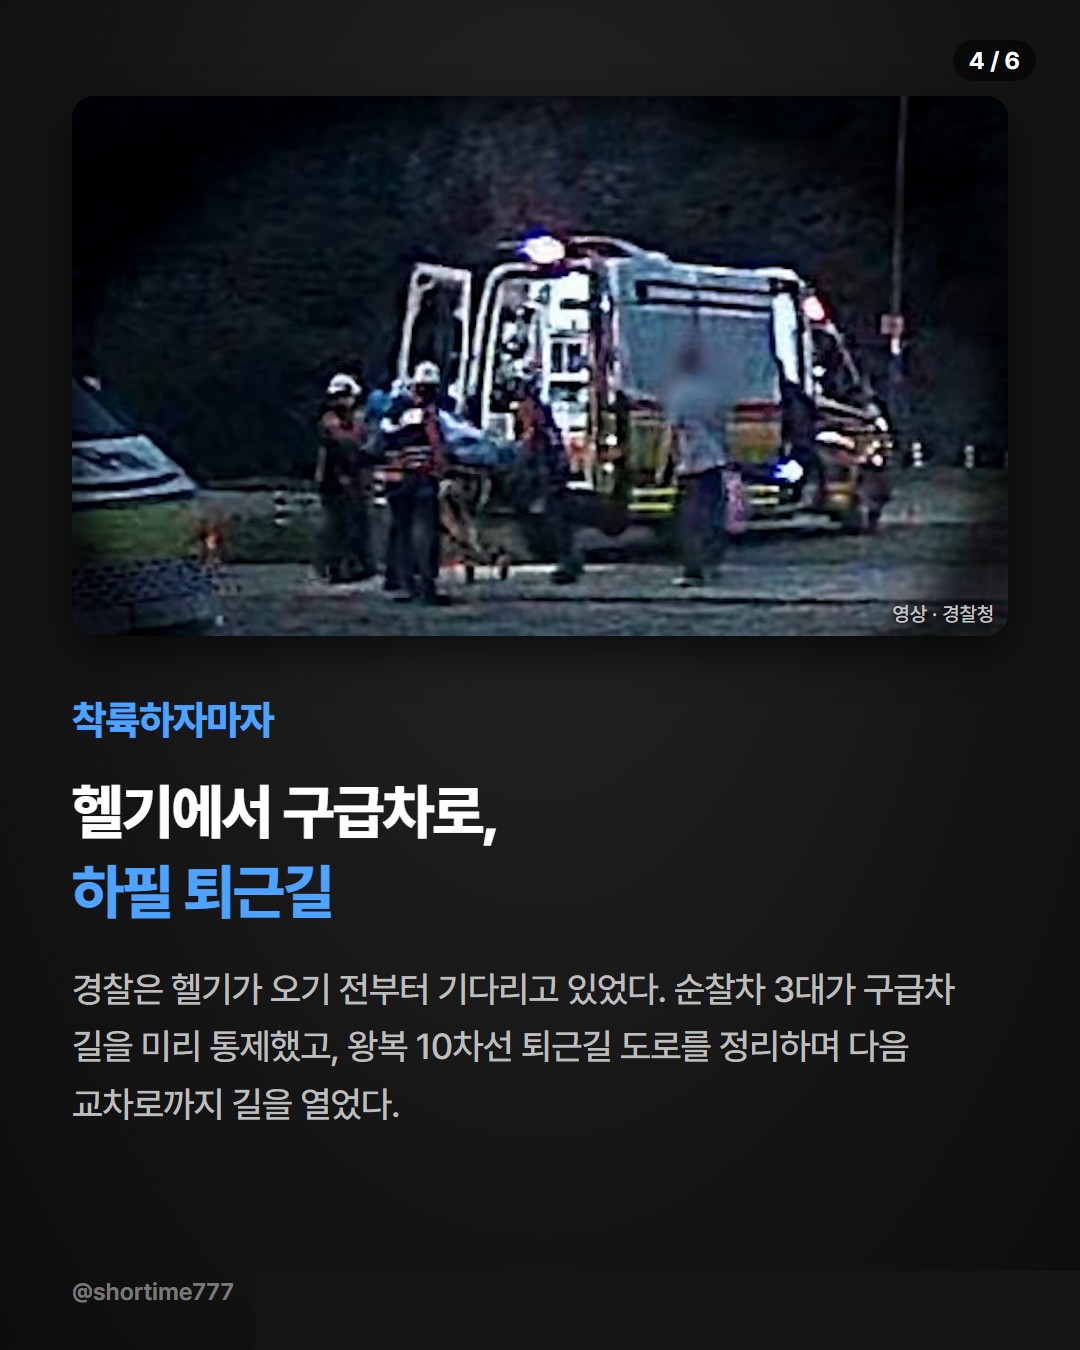 4 / 6
영상 · 경찰청
착륙하자마자
헬기에서 구급차로,
하필 퇴근길
경찰은 헬기가 오기 전부터 기다리고 있었다. 순찰차 3대가 구급차
길을 미리 통제했고, 왕복 10차선 퇴근길 도로를 정리하며 다음
교차로까지 길을 열었다.
@shortime777